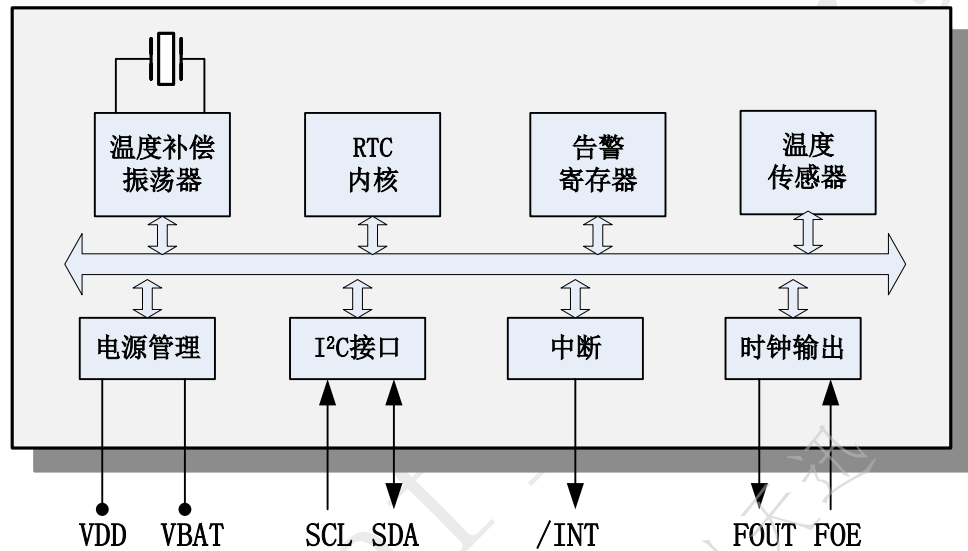 温度补偿
振荡器
RTC
内核
告警
寄存器
温度
传感器
电源管理
I²C接口
中断
时钟输出
VDD VBAT SCL SDA /INT FOUT FOE